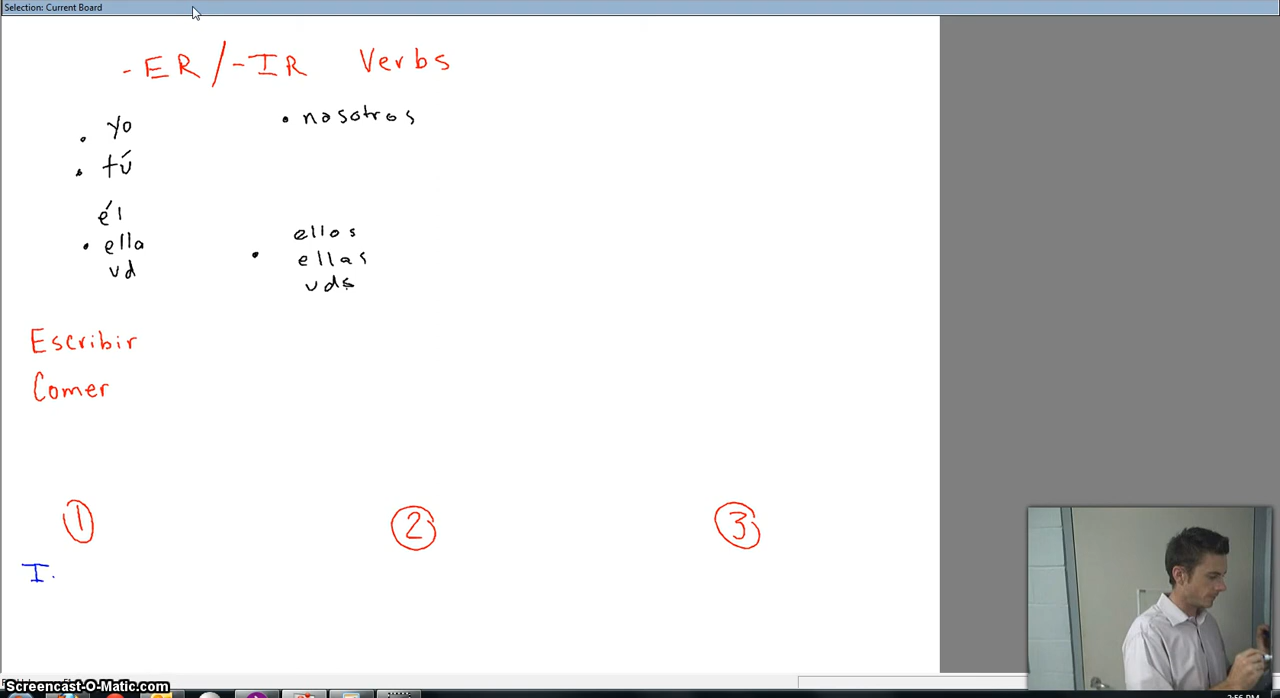 Selection: Current Board
-ER/-IR Verbs
• yo
• tú
él
• ella
vd
• nosotros
ellos
• ellas
vds
Escribir
Comer
1
2
3
I.
Screencast-O-Matic.com